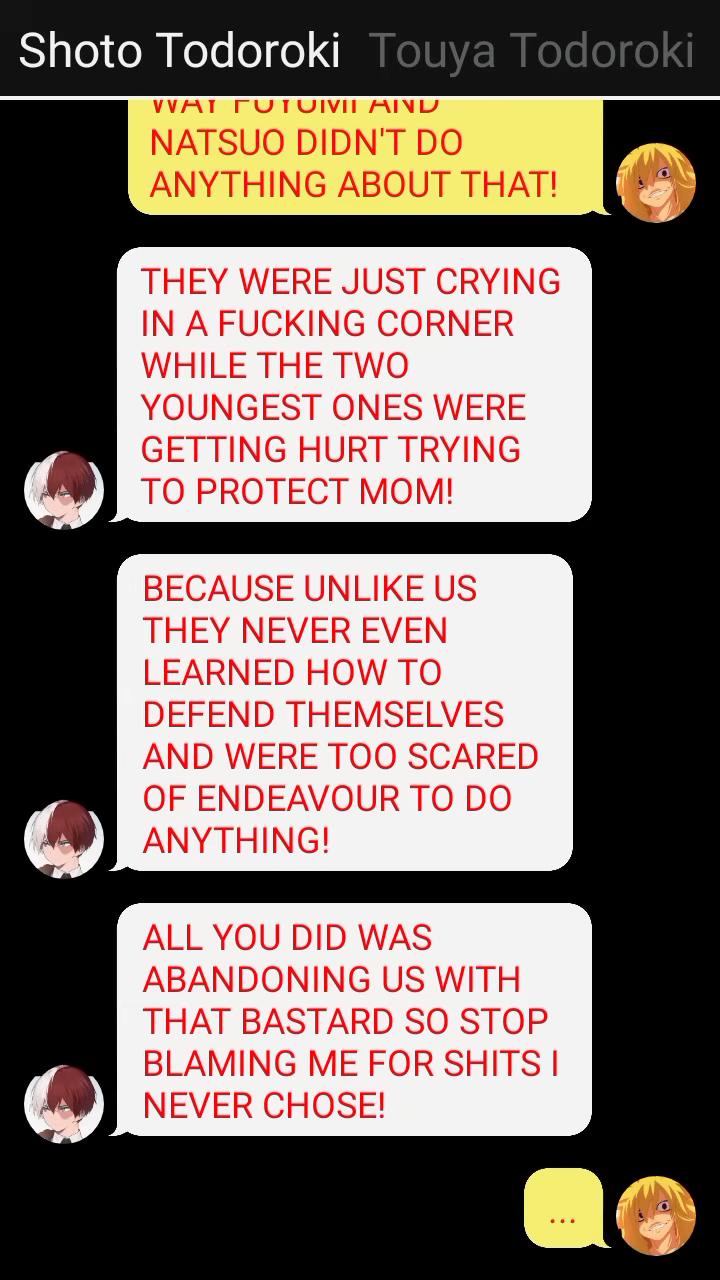 Shoto Todoroki Touya Todoroki
WAY FUYUMI AND
NATSUO DIDN'T DO
ANYTHING ABOUT THAT!
THEY WERE JUST CRYING
IN A FUCKING CORNER
WHILE THE TWO
YOUNGEST ONES WERE
GETTING HURT TRYING
TO PROTECT MOM!
BECAUSE UNLIKE US
THEY NEVER EVEN
LEARNED HOW TO
DEFEND THEMSELVES
AND WERE TOO SCARED
OF ENDEAVOUR TO DO
ANYTHING!
ALL YOU DID WAS
ABANDONING US WITH
THAT BASTARD SO STOP
BLAMING ME FOR SHITS I
NEVER CHOSE!
...